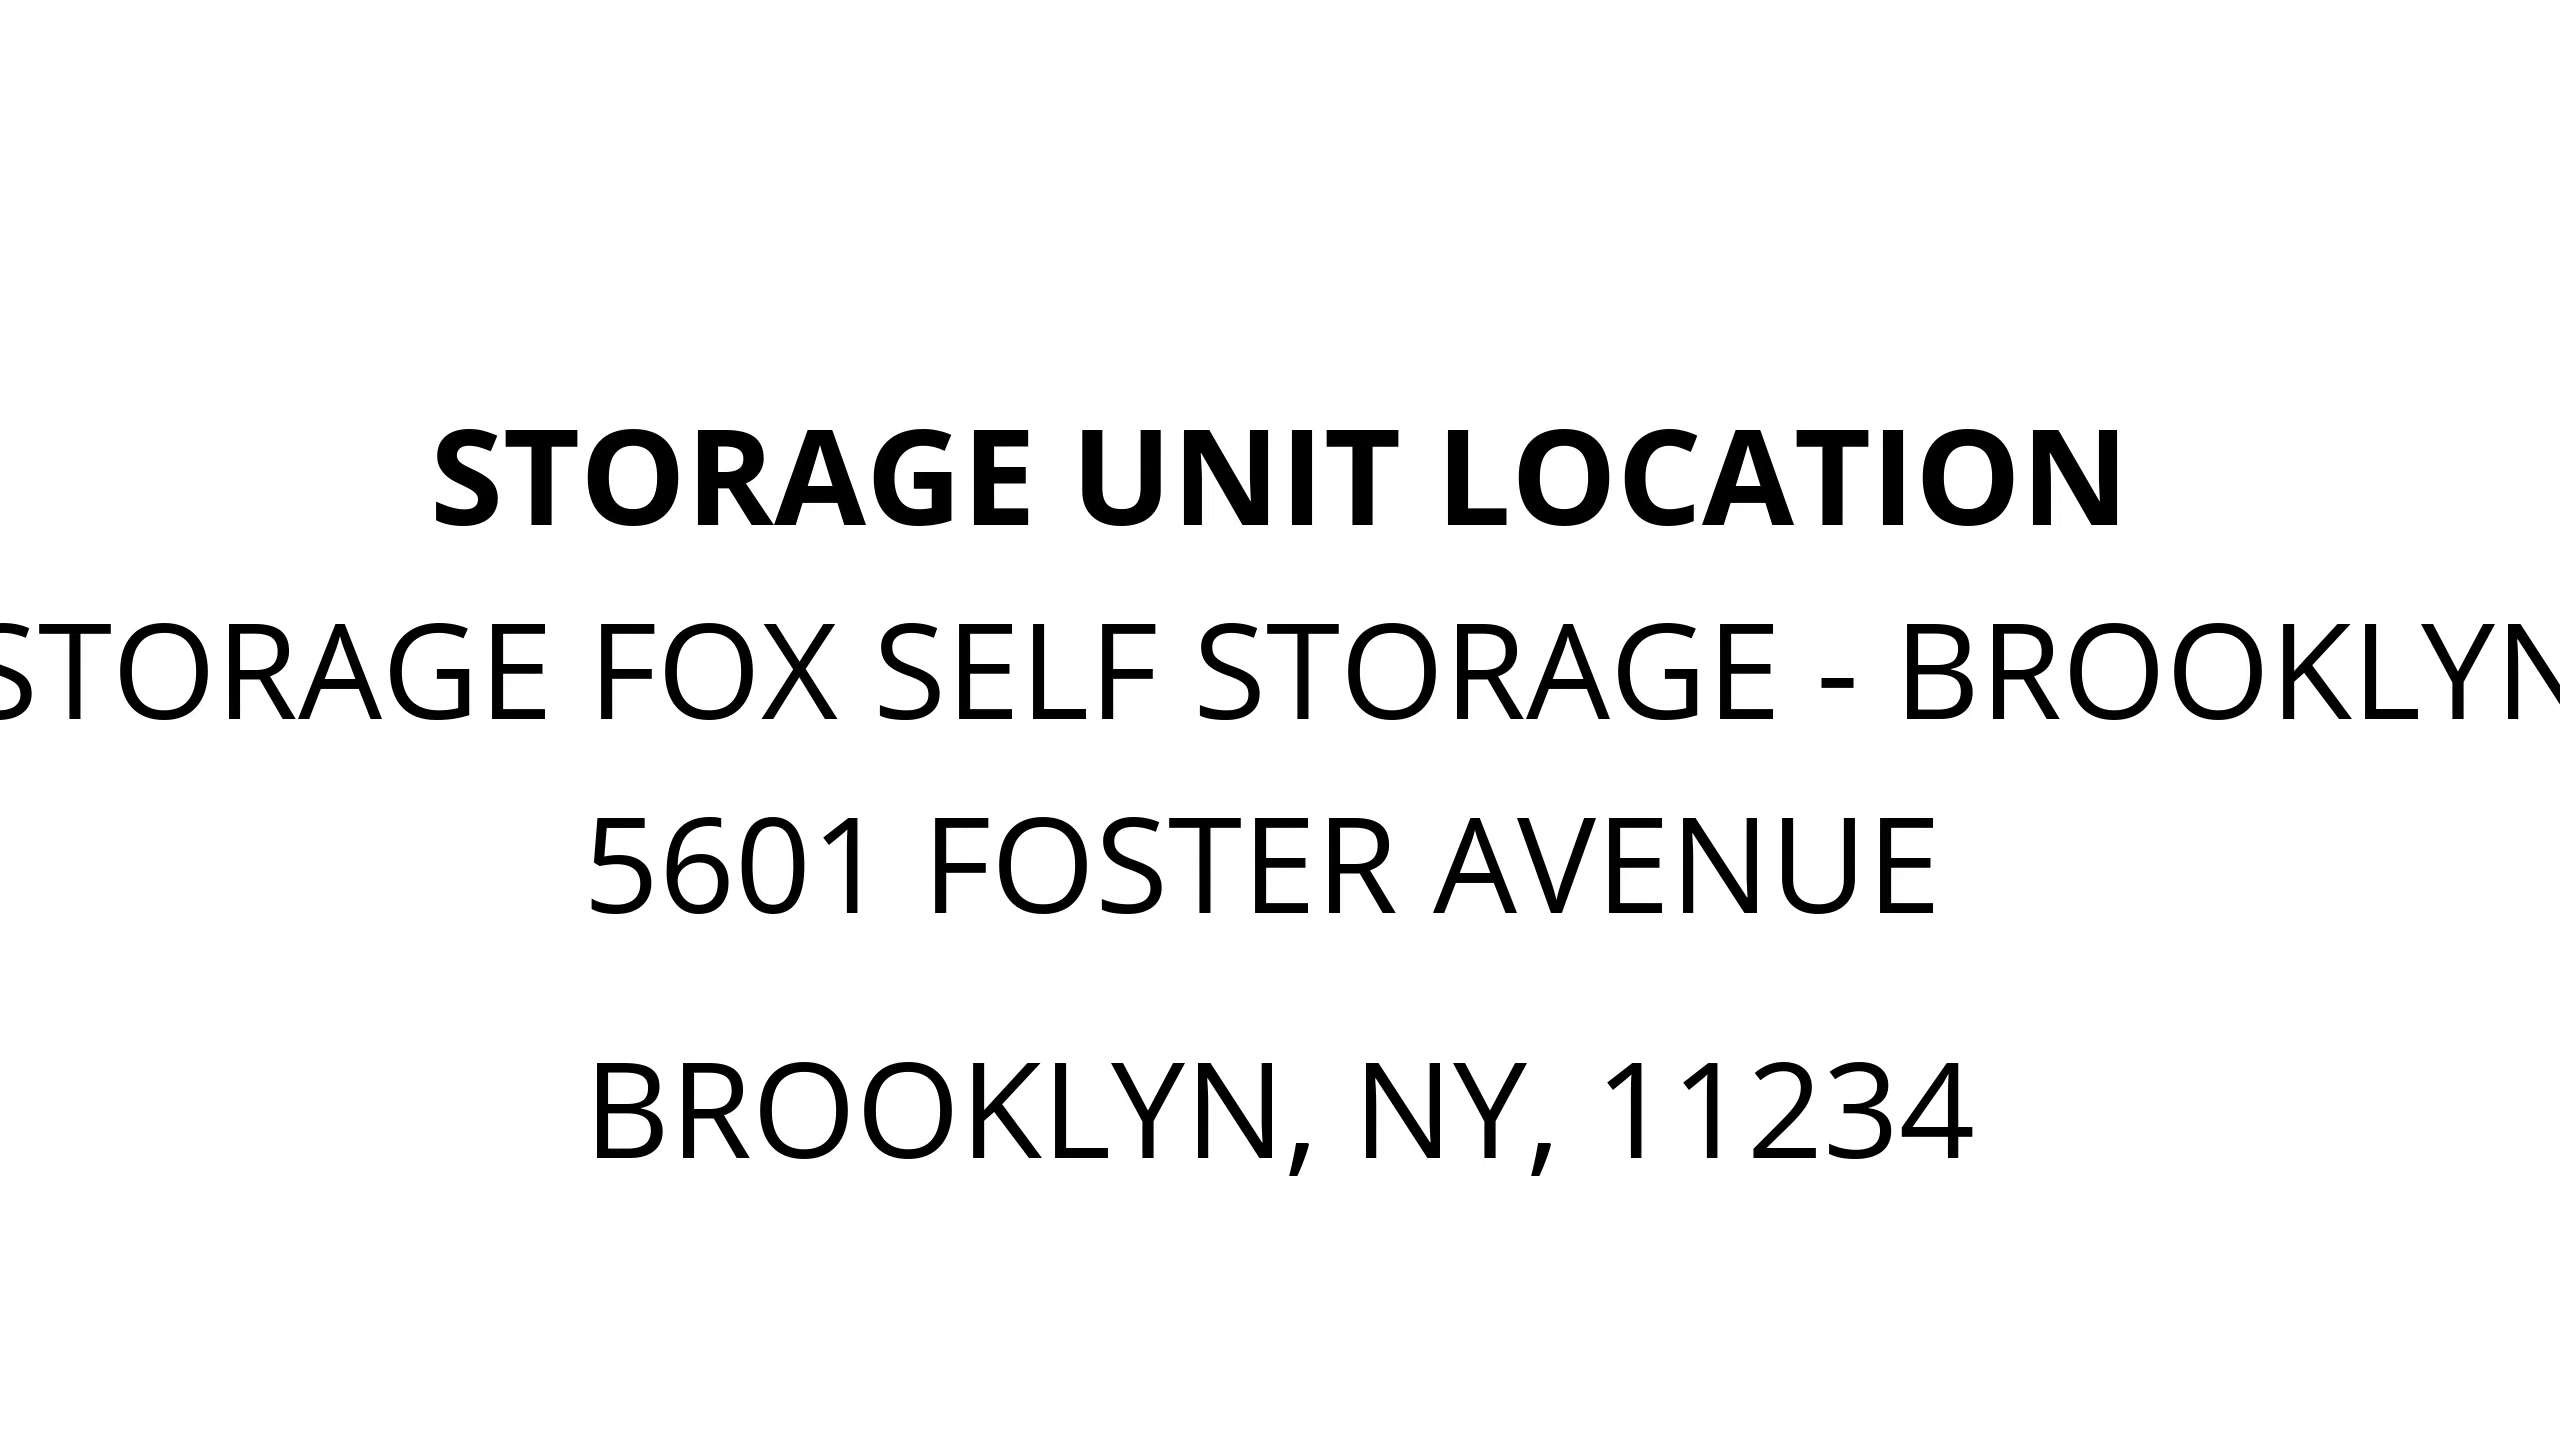 STORAGE UNIT LOCATION
STORAGE FOX SELF STORAGE - BROOKLYN
5601 FOSTER AVENUE
BROOKLYN, NY, 11234